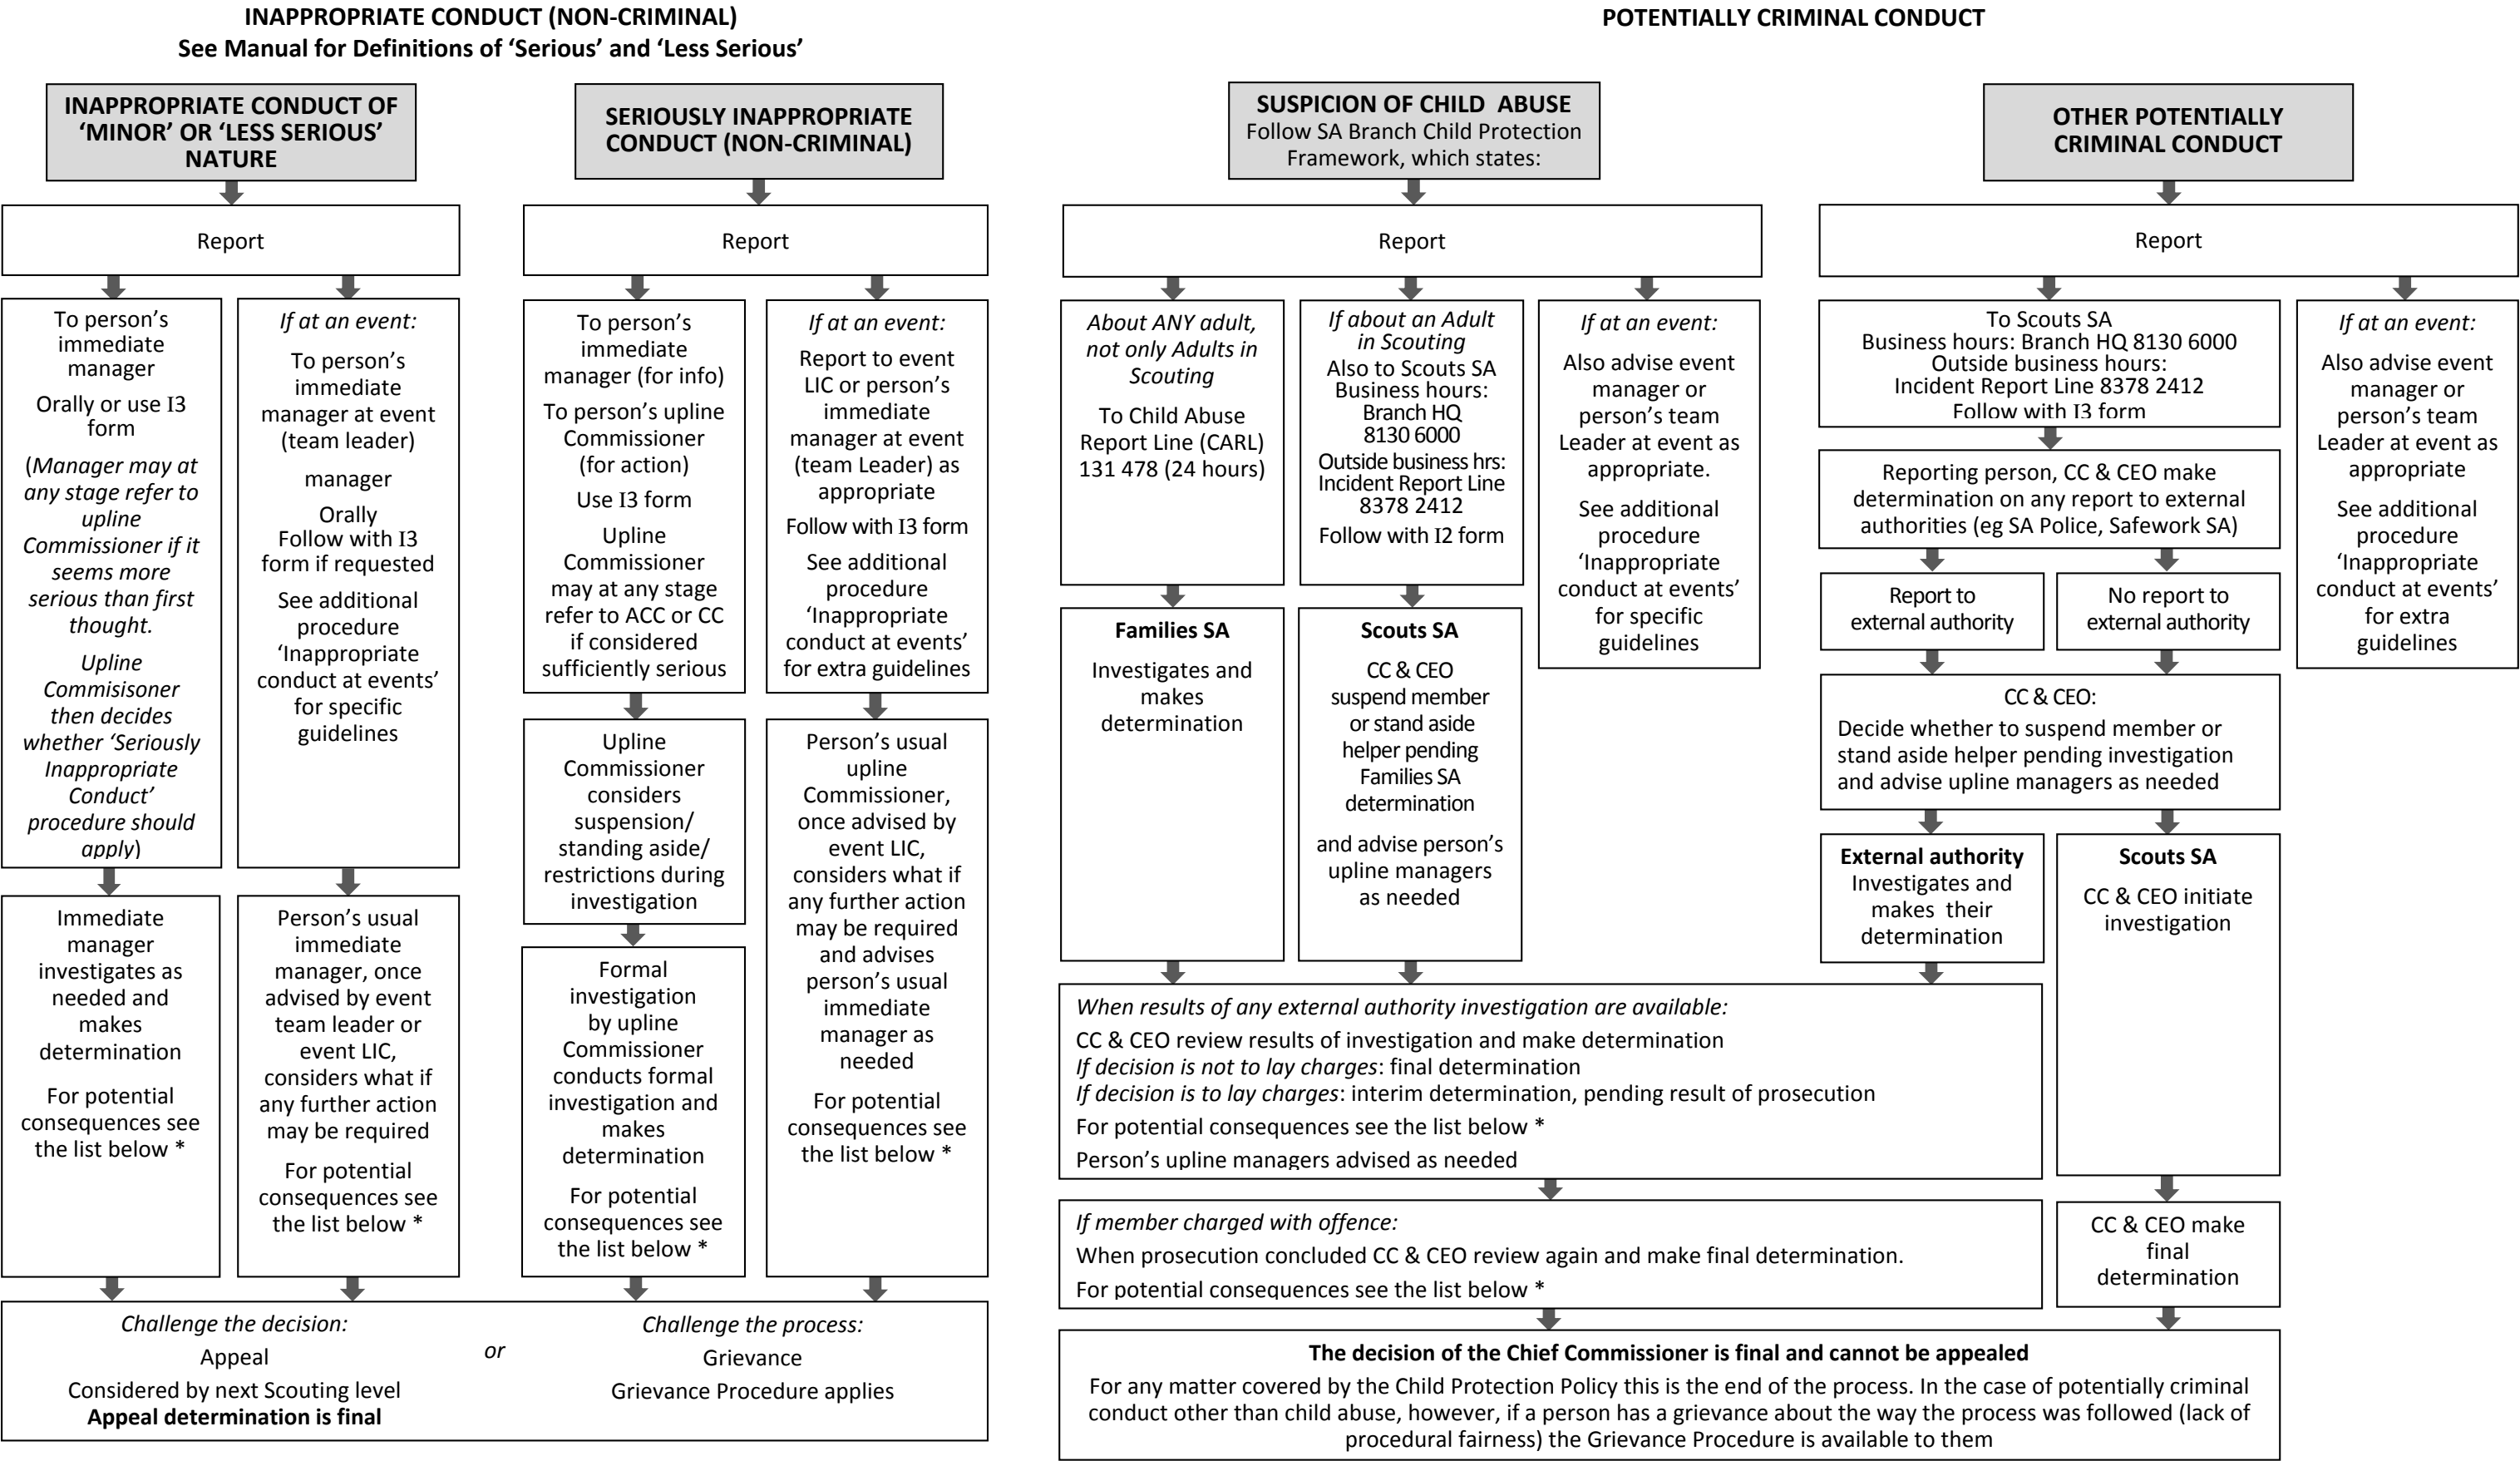 INAPPROPRIATE CONDUCT (NON-CRIMINAL)
See Manual for Definitions of ‘Serious’ and ‘Less Serious’
INAPPROPRIATE CONDUCT OF
‘MINOR’ OR ‘LESS SERIOUS’
NATURE
Report
To person’s
immediate
manager
Orally or use I3
form
(Manager may at
any stage refer to
upline
Commissioner if it
seems more
serious than first
thought.
Upline
Commisisoner
then decides
whether ‘Seriously
Inappropriate
Conduct’
procedure should
apply)
Immediate
manager
investigates as
needed and
makes
determination
For potential
consequences see
the list below *
If at an event:
To person’s
immediate
manager at event
(team leader)
manager
Orally
Follow with I3
form if requested
See additional
procedure
‘Inappropriate
conduct at events’
for specific
guidelines
Person’s usual
immediate
manager, once
advised by event
team leader or
event LIC,
considers what if
any further action
may be required
For potential
consequences see
the list below *
SERIOUSLY INAPPROPRIATE
CONDUCT (NON-CRIMINAL)
Report
To person’s
immediate
manager (for info)
To person’s upline
Commissioner
(for action)
Use I3 form
Upline
Commissioner
may at any stage
refer to ACC or CC
if considered
sufficiently serious
Upline
Commissioner
considers
suspension/
standing aside/
restrictions during
investigation
Formal
investigation
by upline
Commissioner
conducts formal
investigation and
makes
determination
For potential
consequences see
the list below *
If at an event:
Report to event
LIC or person’s
immediate
manager at event
(team Leader) as
appropriate
Follow with I3 form
See additional
procedure
‘Inappropriate
conduct at events’
for extra guidelines
Person’s usual
upline
Commissioner,
once advised by
event LIC,
considers what if
any further action
may be required
and advises
person’s usual
immediate
manager as
needed
For potential
consequences see
the list below *
Challenge the decision:
Appeal
Considered by next Scouting level
Appeal determination is final
or
Challenge the process:
Grievance
Grievance Procedure applies
POTENTIALLY CRIMINAL CONDUCT
SUSPICION OF CHILD ABUSE
Follow SA Branch Child Protection
Framework, which states:
Report
About ANY adult,
not only Adults in
Scouting
To Child Abuse
Report Line (CARL)
131 478 (24 hours)
Families SA
Investigates and
makes
determination
If about an Adult
in Scouting
Also to Scouts SA
Business hours:
Branch HQ
8130 6000
Outside business hrs:
Incident Report Line
8378 2412
Follow with I2 form
Scouts SA
CC & CEO
suspend member
or stand aside
helper pending
Families SA
determination
and advise person’s
upline managers
as needed
If at an event:
Also advise event
manager or
person’s team
Leader at event as
appropriate.
See additional
procedure
‘Inappropriate
conduct at events’
for specific
guidelines
OTHER POTENTIALLY
CRIMINAL CONDUCT
Report
To Scouts SA
Business hours: Branch HQ 8130 6000
Outside business hours:
Incident Report Line 8378 2412
Follow with I3 form
Reporting person, CC & CEO make
determination on any report to external
authorities (eg SA Police, Safework SA)
Report to
external authority
No report to
external authority
CC & CEO:
Decide whether to suspend member or
stand aside helper pending investigation
and advise upline managers as needed
External authority
Investigates and
makes their
determination
Scouts SA
CC & CEO initiate
investigation
If at an event:
Also advise event
manager or
person’s team
Leader at event as
appropriate
See additional
procedure
‘Inappropriate
conduct at events’
for extra
guidelines
When results of any external authority investigation are available:
CC & CEO review results of investigation and make determination
If decision is not to lay charges: final determination
If decision is to lay charges: interim determination, pending result of prosecution
For potential consequences see the list below *
Person’s upline managers advised as needed
If member charged with offence:
When prosecution concluded CC & CEO review again and make final determination.
For potential consequences see the list below *
CC & CEO make
final
determination
The decision of the Chief Commissioner is final and cannot be appealed
For any matter covered by the Child Protection Policy this is the end of the process. In the case of potentially criminal
conduct other than child abuse, however, if a person has a grievance about the way the process was followed (lack of
procedural fairness) the Grievance Procedure is available to them